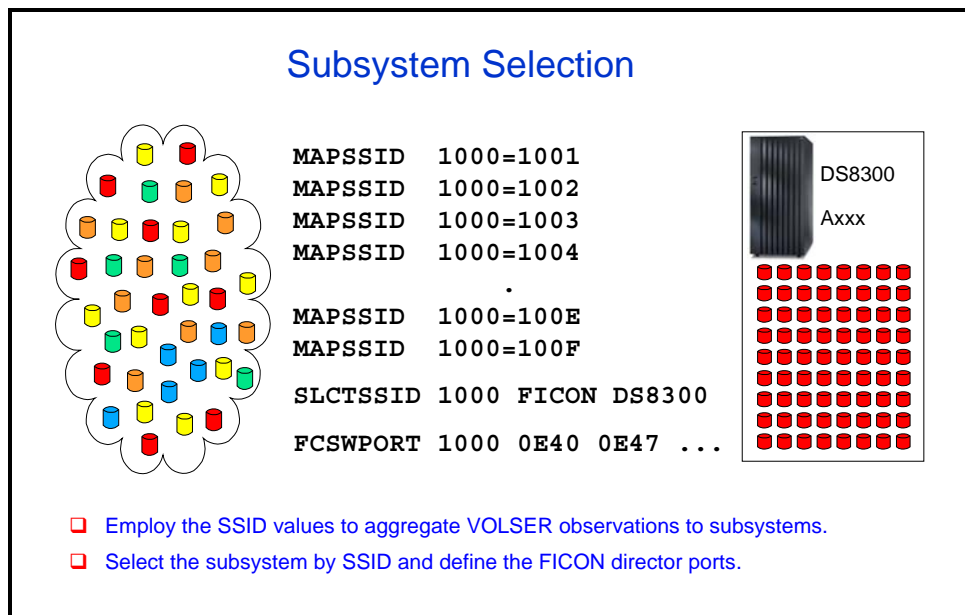 Subsystem Selection
MAPSSID 1000=1001
MAPSSID 1000=1002
MAPSSID 1000=1003
MAPSSID 1000=1004
.
MAPSSID 1000=100E
MAPSSID 1000=100F
SLCTSSID 1000 FICON DS8300
FCSWPORT 1000 0E40 0E47 ...
DS8300
Axxx
Employ the SSID values to aggregate VOLSER observations to subsystems.
Select the subsystem by SSID and define the FICON director ports.